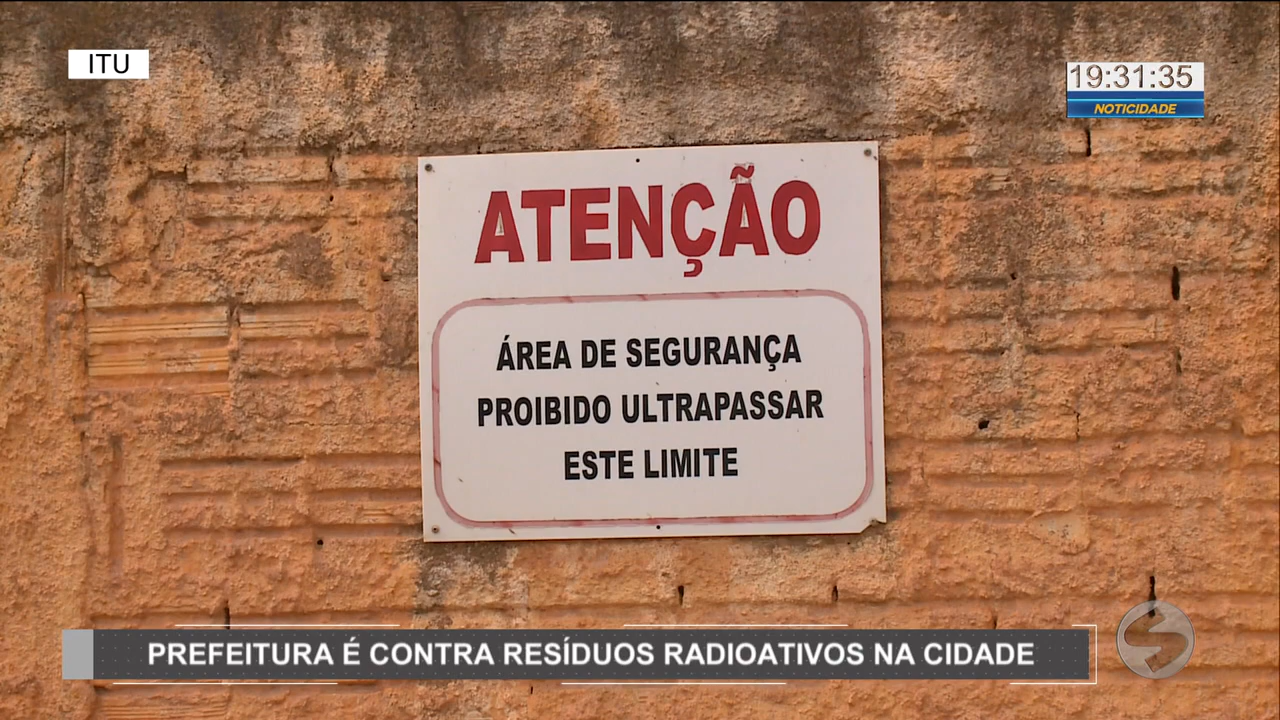 ITU
19:31:35
NOTICIDADE
ATENÇÃO
ÁREA DE SEGURANÇA
PROIBIDO ULTRAPASSAR
ESTE LIMITE
PREFEITURA É CONTRA RESÍDUOS RADIOATIVOS NA CIDADE